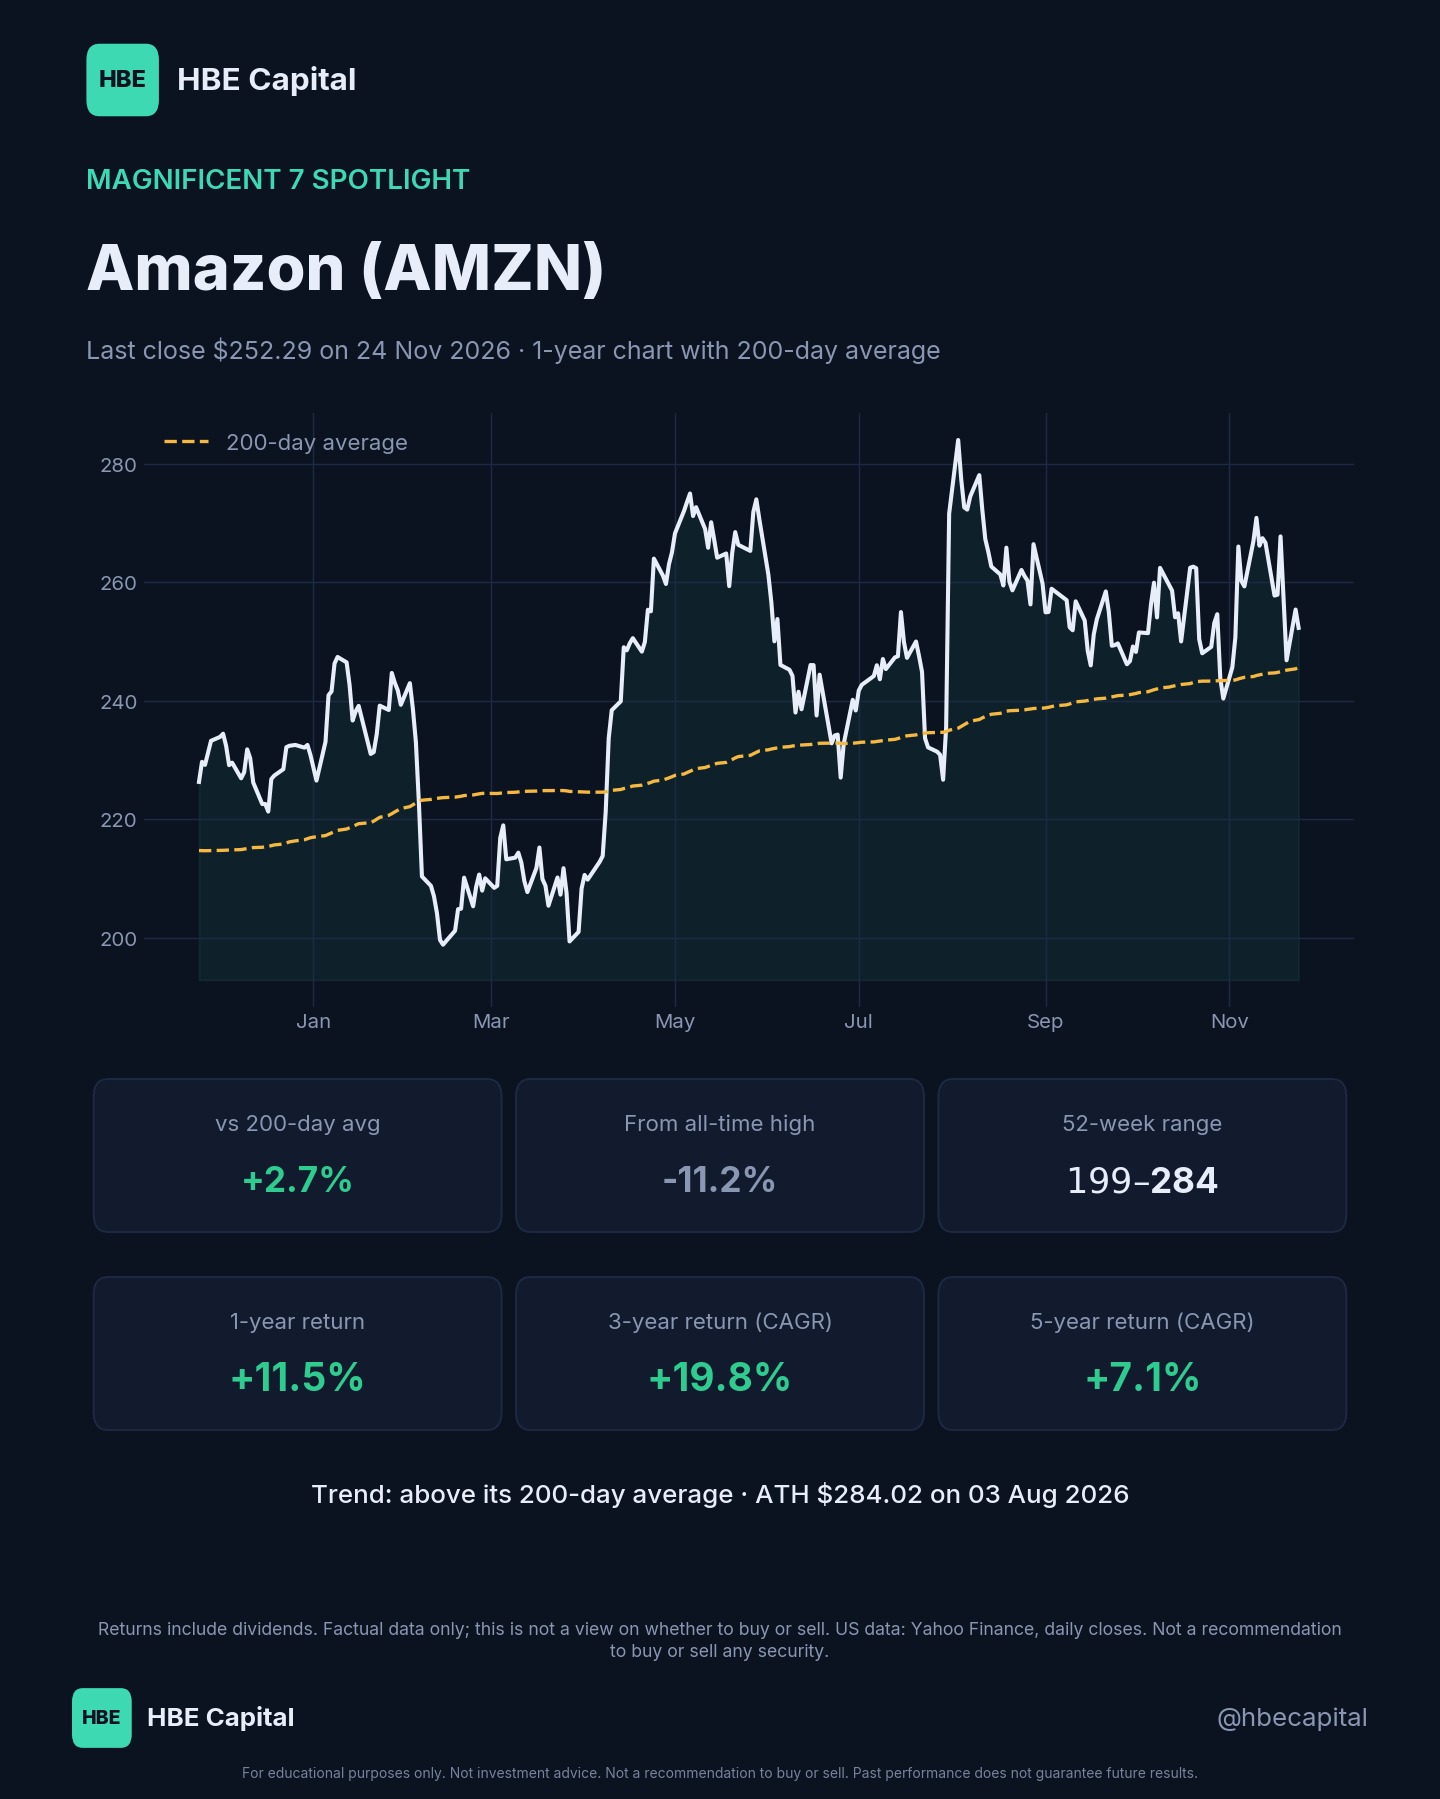 HBE HBE Capital
MAGNIFICENT 7 SPOTLIGHT
Amazon (AMZN)
Last close $252.29 on 24 Nov 2026 · 1-year chart with 200-day average
200-day average
280
260
240
220
200
Jan Mar May Jul Sep Nov
vs 200-day avg From all-time high 52-week range
+2.7% -11.2% 199–284
1-year return 3-year return (CAGR) 5-year return (CAGR)
+11.5% +19.8% +7.1%
Trend: above its 200-day average · ATH $284.02 on 03 Aug 2026
Returns include dividends. Factual data only; this is not a view on whether to buy or sell. US data: Yahoo Finance, daily closes. Not a recommendation
to buy or sell any security.
HBE HBE Capital @hbecapital
For educational purposes only. Not investment advice. Not a recommendation to buy or sell. Past performance does not guarantee future results.